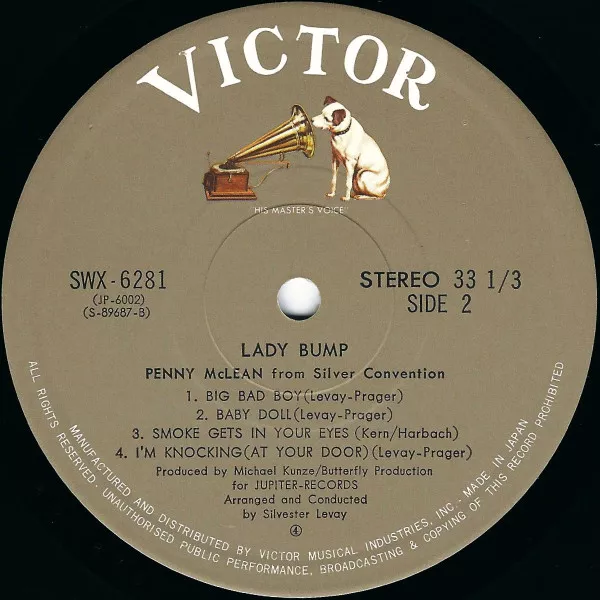 VICTOR
"HIS MASTER'S VOICE"
SWX-6281
(JP-6002)
(S-89687-B)
STEREO 33 1/3
SIDE 2
LADY BUMP
PENNY McLEAN from Silver Convention
1. BIG BAD BOY(Levay-Prager)
2. BABY DOLL(Levay-Prager)
3. SMOKE GETS IN YOUR EYES (Kern/Harbach)
4. I'M KNOCKING(AT YOUR DOOR)(Levay-Prager)
Produced by Michael Kunze/Butterfly Production
for JUPITER-RECORDS
Arranged and Conducted
by Silvester Levay
④
MANUFACTURED AND DISTRIBUTED BY VICTOR MUSICAL INDUSTRIES, INC.-MADE IN JAPAN
ALL RIGHTS RESERVED. UNAUTHORISED PUBLIC PERFORMANCE, BROADCASTING & COPYING OF THIS RECORD PROHIBITED